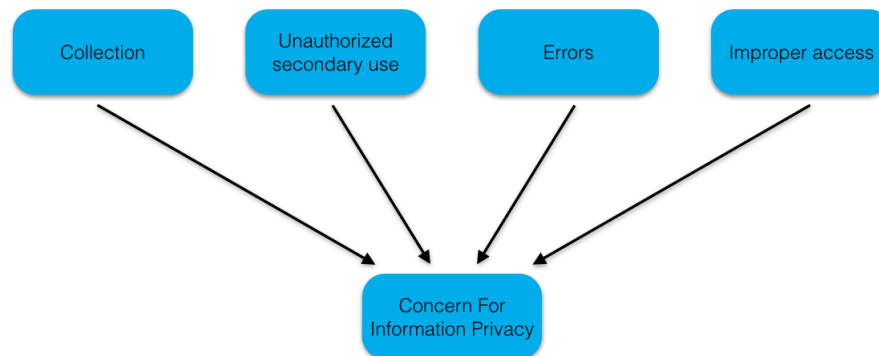 Collection
Unauthorized
secondary use
Errors
Improper access
Concern For
Information Privacy